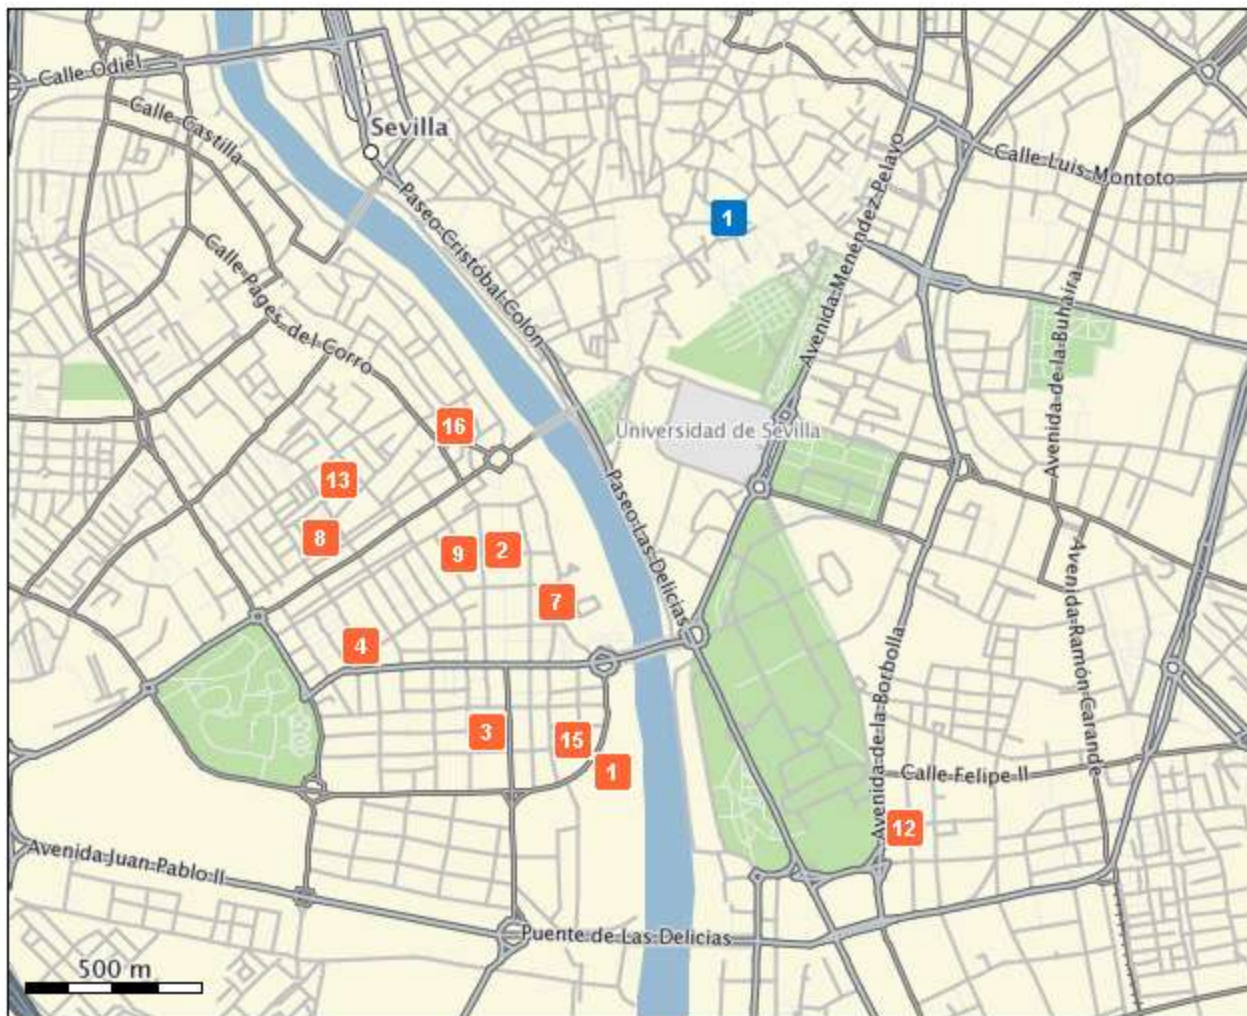 Calle Odiel
Calle Castilla
Sevilla
Calle Luis Montoto
Paseo Cristóbal Colón
Avenida Menéndez Pelayo
1
Calle Pages del Corro
Avenida de la Buhaira
16
Universidad de Sevilla
13
8
9
2
Paseo Las Delicias
7
4
Avenida de la Borbolla
Avenida Ramón Carande
3
15
1
Calle Felipe II
12
Avenida Juan Pablo II
Puente de Las Delicias
500 m